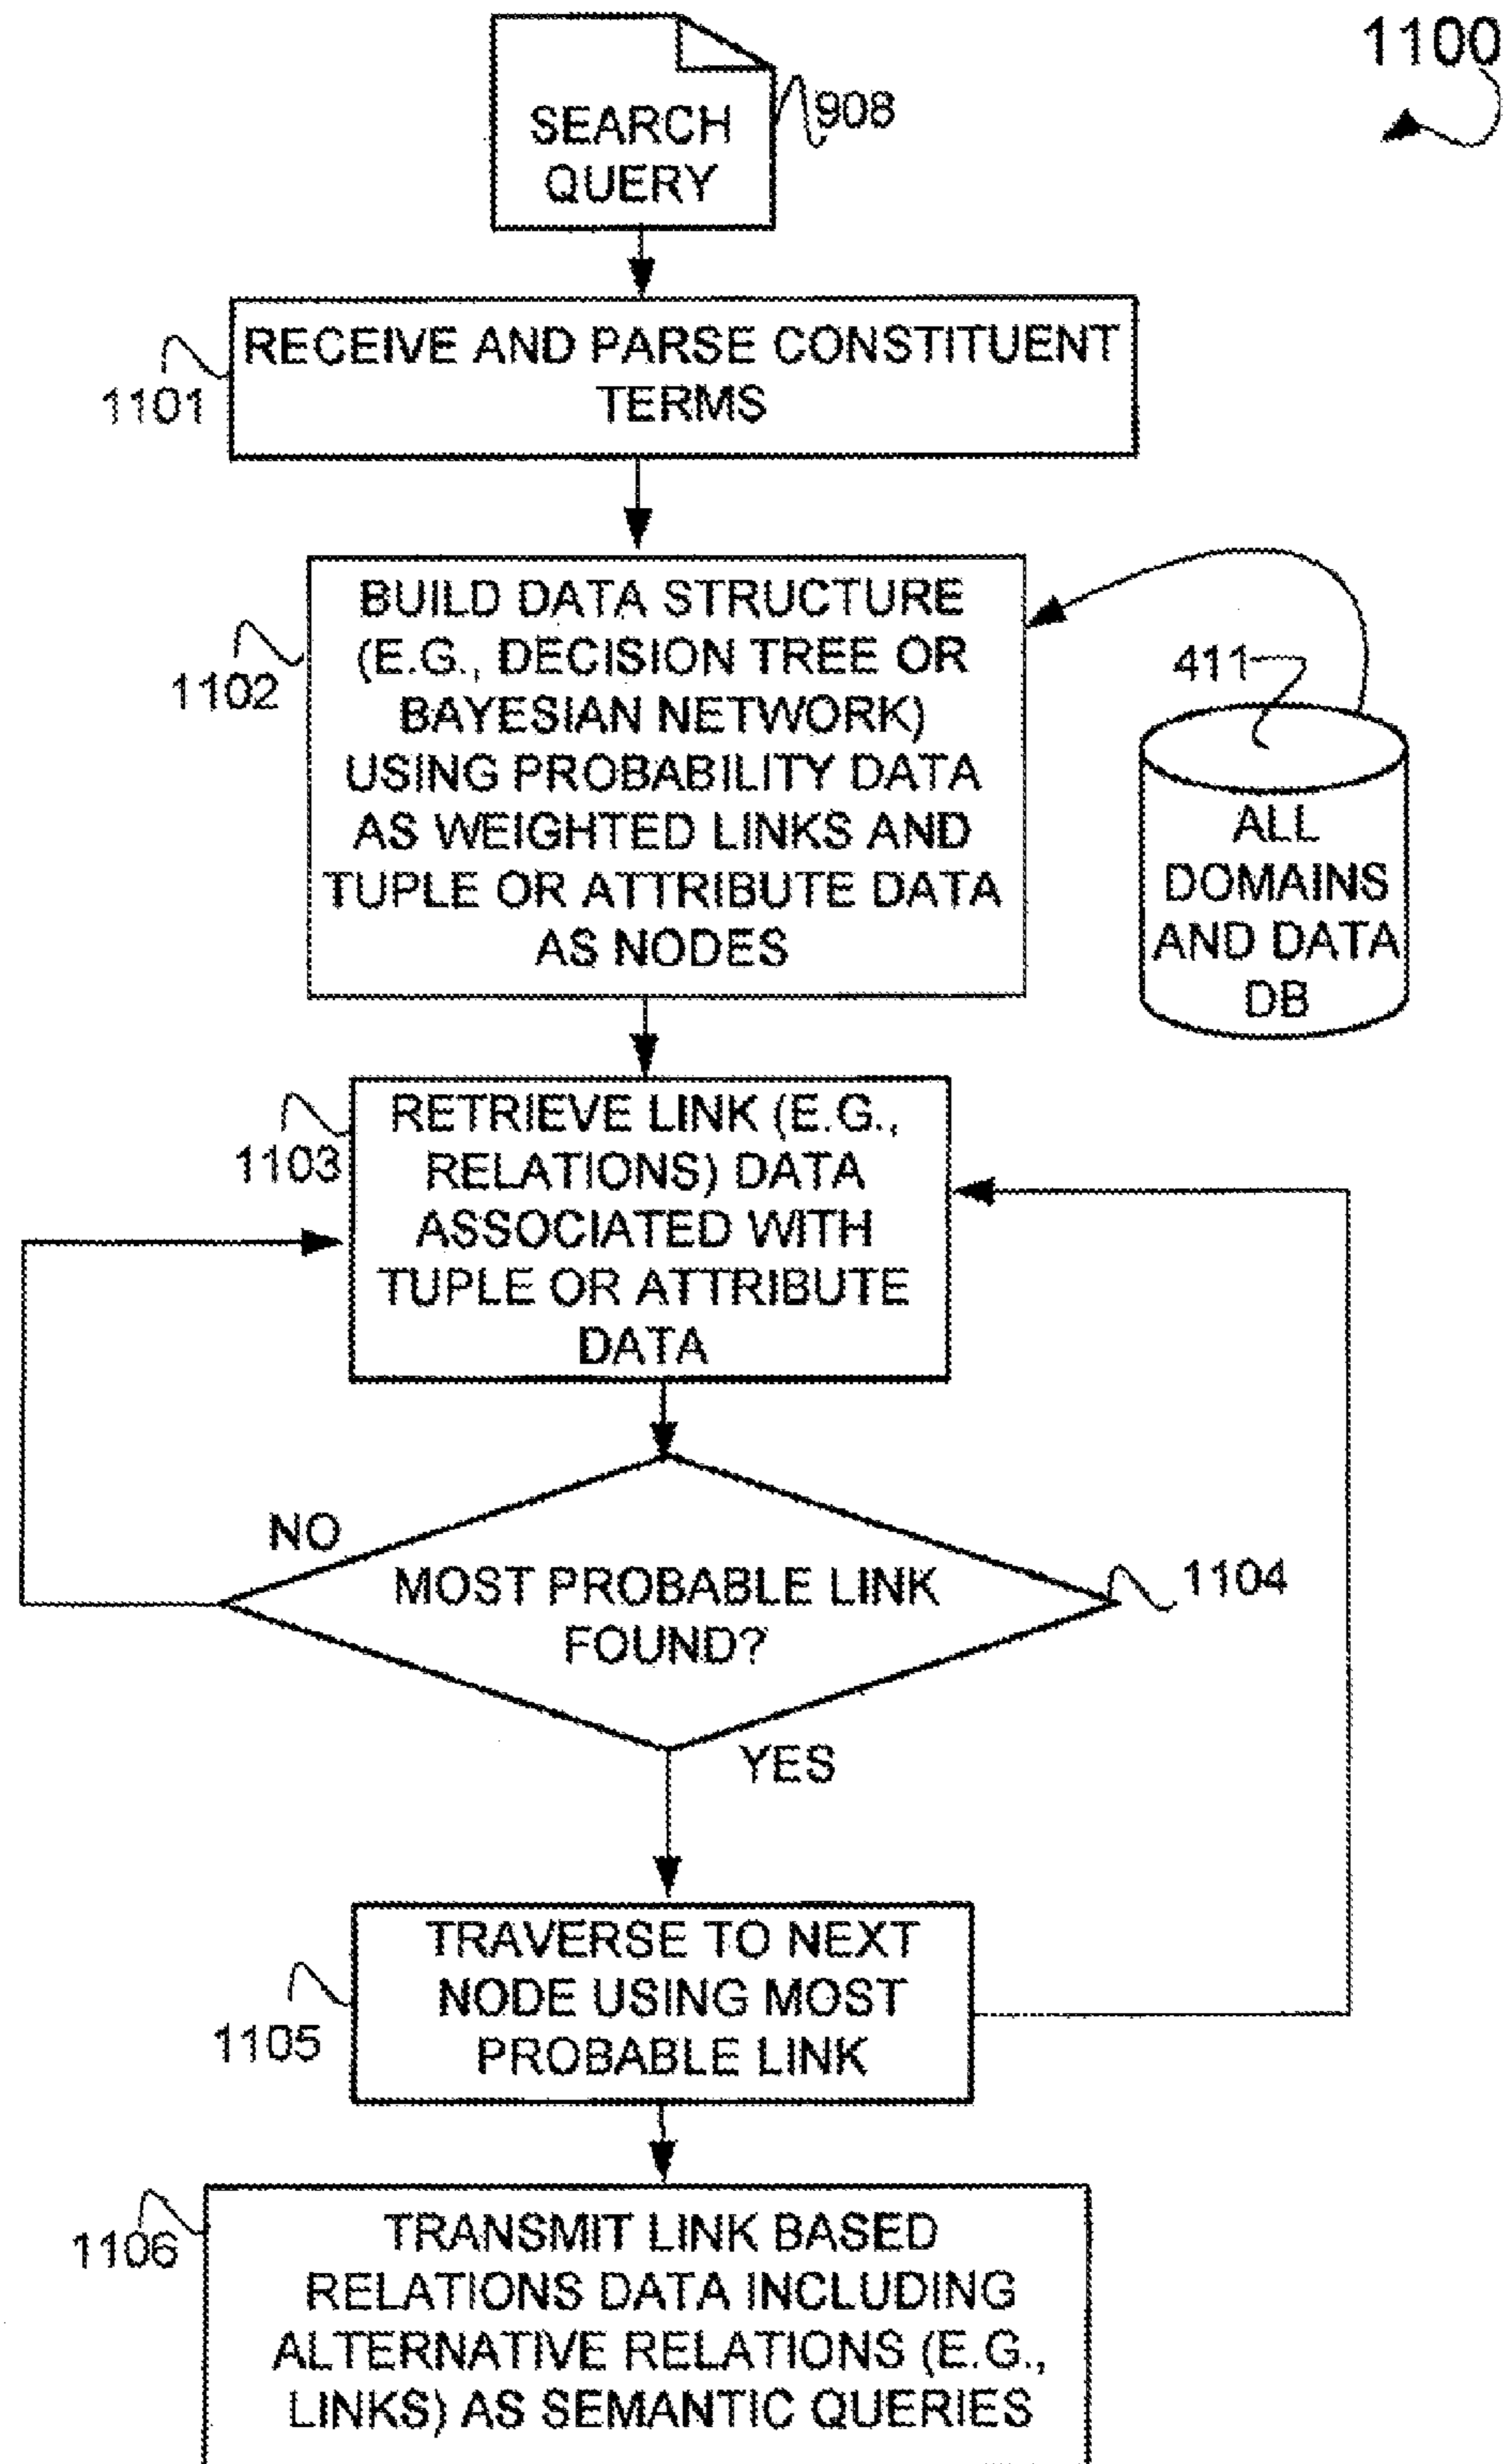 1100
SEARCH
QUERY
908
RECEIVE AND PARSE CONSTITUENT
TERMS
1101
BUILD DATA STRUCTURE
(E.G., DECISION TREE OR
BAYESIAN NETWORK)
USING PROBABILITY DATA
AS WEIGHTED LINKS AND
TUPLE OR ATTRIBUTE DATA
AS NODES
1102
411
ALL
DOMAINS
AND DATA
DB
RETRIEVE LINK (E.G.,
RELATIONS) DATA
ASSOCIATED WITH
TUPLE OR ATTRIBUTE
DATA
1103
NO
MOST PROBABLE LINK
FOUND?
1104
YES
TRAVERSE TO NEXT
NODE USING MOST
PROBABLE LINK
1105
TRANSMIT LINK BASED
RELATIONS DATA INCLUDING
ALTERNATIVE RELATIONS (E.G.,
LINKS) AS SEMANTIC QUERIES
1106